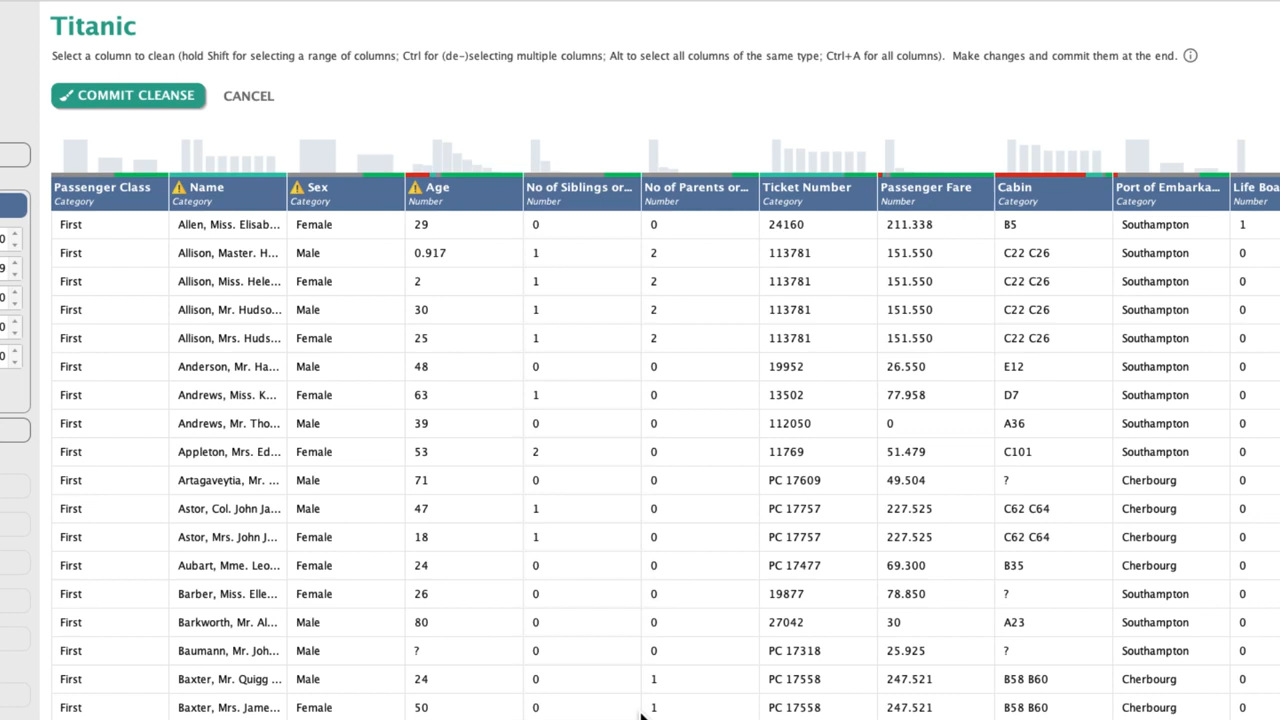 Titanic
Select a column to clean (hold Shift for selecting a range of columns; Ctrl for (de-)selecting multiple columns; Alt to select all columns of the same type; Ctrl+A for all columns).  Make changes and commit them at the end.
COMMIT CLEANSE CANCEL
Passenger Class Name Sex Age No of Siblings or... No of Parents or... Ticket Number Passenger Fare Cabin Port of Embarka... Life Boa
Category Category Category Number Number Number Category Number Category Category Number
First Allen, Miss. Elisab... Female 29 0 0 24160 211.338 B5 Southampton 1
0
First Allison, Master. H... Male 0.917 1 2 113781 151.550 C22 C26 Southampton 0
9
First Allison, Miss. Hele... Female 2 1 2 113781 151.550 C22 C26 Southampton 0
0
First Allison, Mr. Hudso... Male 30 1 2 113781 151.550 C22 C26 Southampton 0
0
First Allison, Mrs. Huds... Female 25 1 2 113781 151.550 C22 C26 Southampton 0
0
First Anderson, Mr. Ha... Male 48 0 0 19952 26.550 E12 Southampton 0
First Andrews, Miss. K... Female 63 1 0 13502 77.958 D7 Southampton 0
First Andrews, Mr. Tho... Male 39 0 0 112050 0 A36 Southampton 0
First Appleton, Mrs. Ed... Female 53 2 0 11769 51.479 C101 Southampton 0
First Artagaveytia, Mr. ... Male 71 0 0 PC 17609 49.504 ? Cherbourg 0
First Astor, Col. John Ja... Male 47 1 0 PC 17757 227.525 C62 C64 Cherbourg 0
First Astor, Mrs. John J... Female 18 1 0 PC 17757 227.525 C62 C64 Cherbourg 0
First Aubart, Mme. Leo... Female 24 0 0 PC 17477 69.300 B35 Cherbourg 0
First Barber, Miss. Elle... Female 26 0 0 19877 78.850 ? Southampton 0
First Barkworth, Mr. Al... Male 80 0 0 27042 30 A23 Southampton 0
First Baumann, Mr. Joh... Male ? 0 0 PC 17318 25.925 ? Southampton 0
First Baxter, Mr. Quigg ... Male 24 0 1 PC 17558 247.521 B58 B60 Cherbourg 0
First Baxter, Mrs. Jame... Female 50 0 1 PC 17558 247.521 B58 B60 Cherbourg 0